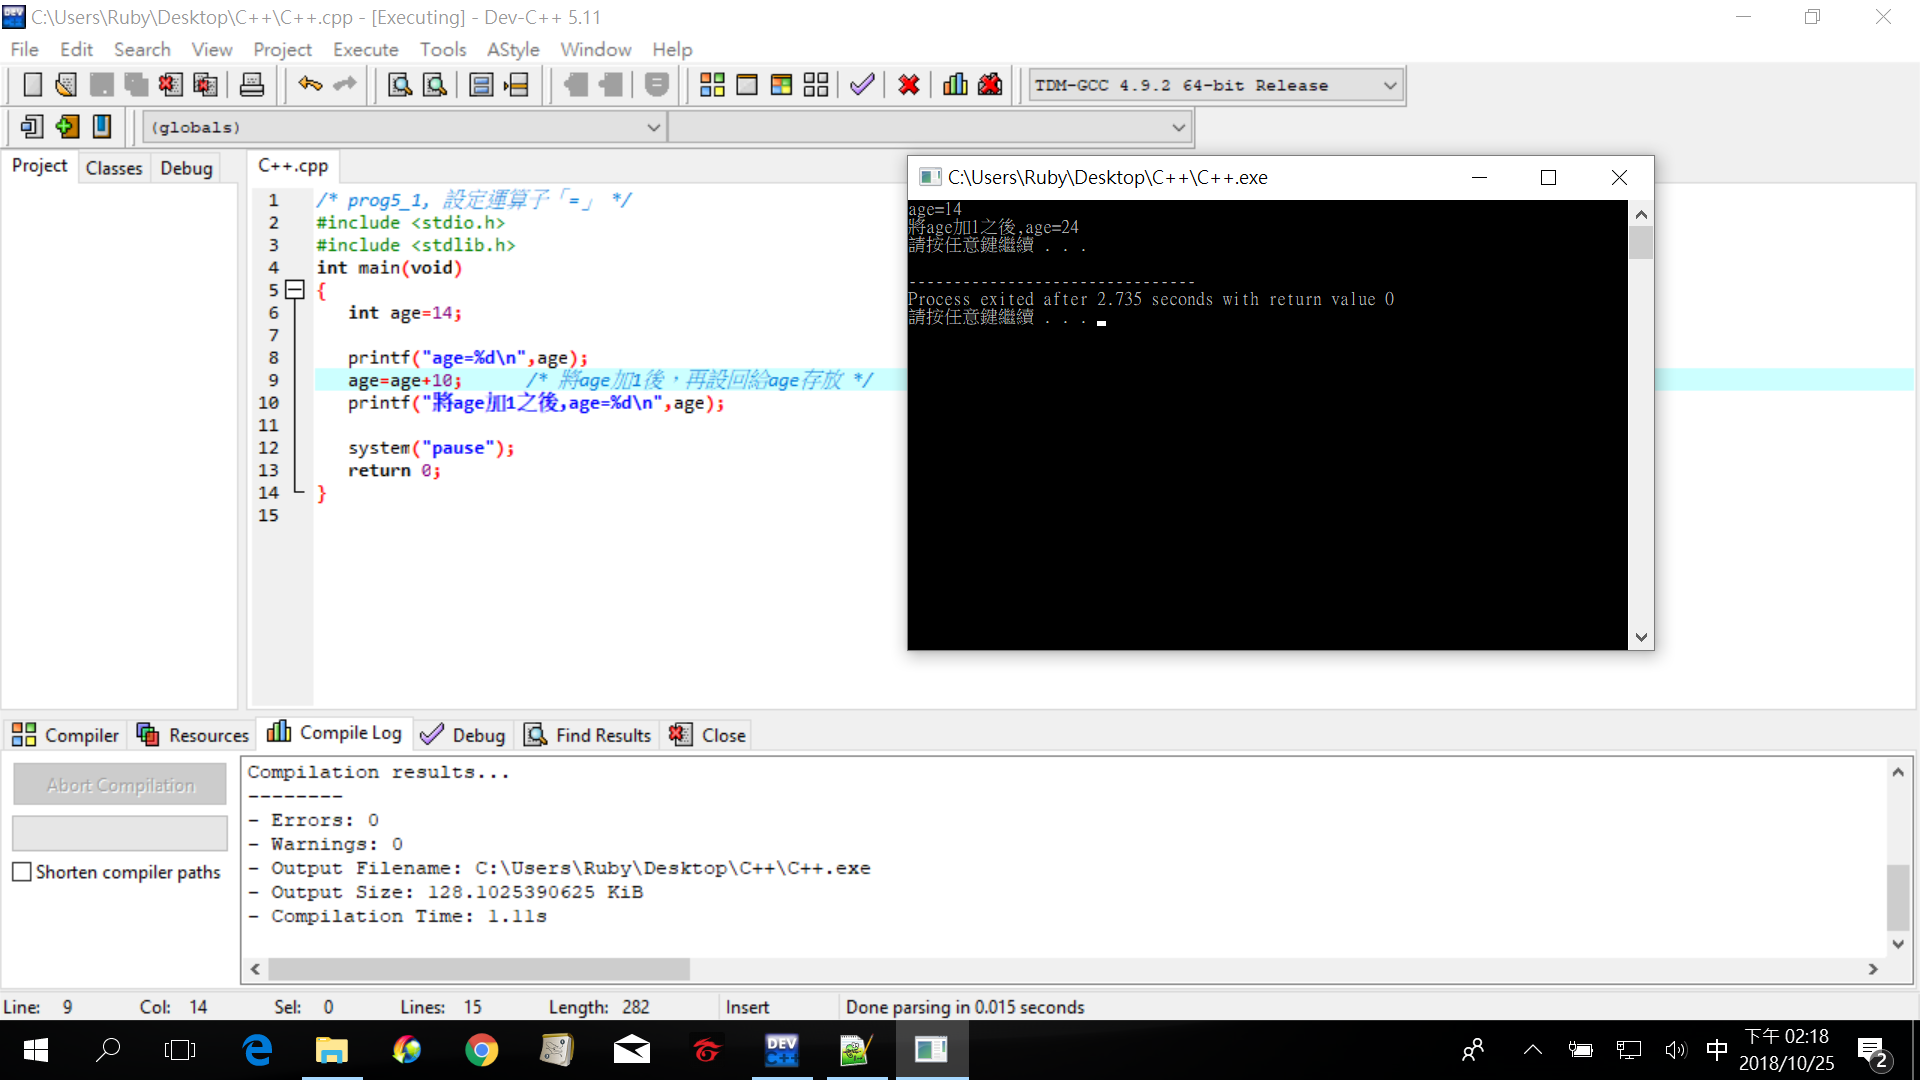 C:\Users\Ruby\Desktop\C++\C++.cpp - [Executing] - Dev-C++ 5.11
File Edit Search View Project Execute Tools AStyle Window Help
TDM-GCC 4.9.2 64-bit Release
(globals)
Project Classes Debug
C++.cpp
1 /* prog5_1, 設定運算子「=」 */
2 #include <stdio.h>
3 #include <stdlib.h>
4 int main(void)
5 {
6 int age=14;
7
8 printf("age=%d\n",age);
9 age=age+10; /* 將age加1後，再設回給age存放 */
10 printf("將age加1之後,age=%d\n",age);
11
12 system("pause");
13 return 0;
14 }
15
C:\Users\Ruby\Desktop\C++\C++.exe
age=14
將age加1之後,age=24
請按任意鍵繼續 . . .
--------------------------------
Process exited after 2.735 seconds with return value 0
請按任意鍵繼續 . . .
Compiler Resources Compile Log Debug Find Results Close
Abort Compilation
Shorten compiler paths
Compilation results...
--------
- Errors: 0
- Warnings: 0
- Output Filename: C:\Users\Ruby\Desktop\C++\C++.exe
- Output Size: 128.1025390625 KiB
- Compilation Time: 1.11s
Line: 9 Col: 14 Sel: 0 Lines: 15 Length: 282 Insert Done parsing in 0.015 seconds
DEV C++
中
下午 02:18
2018/10/25
2